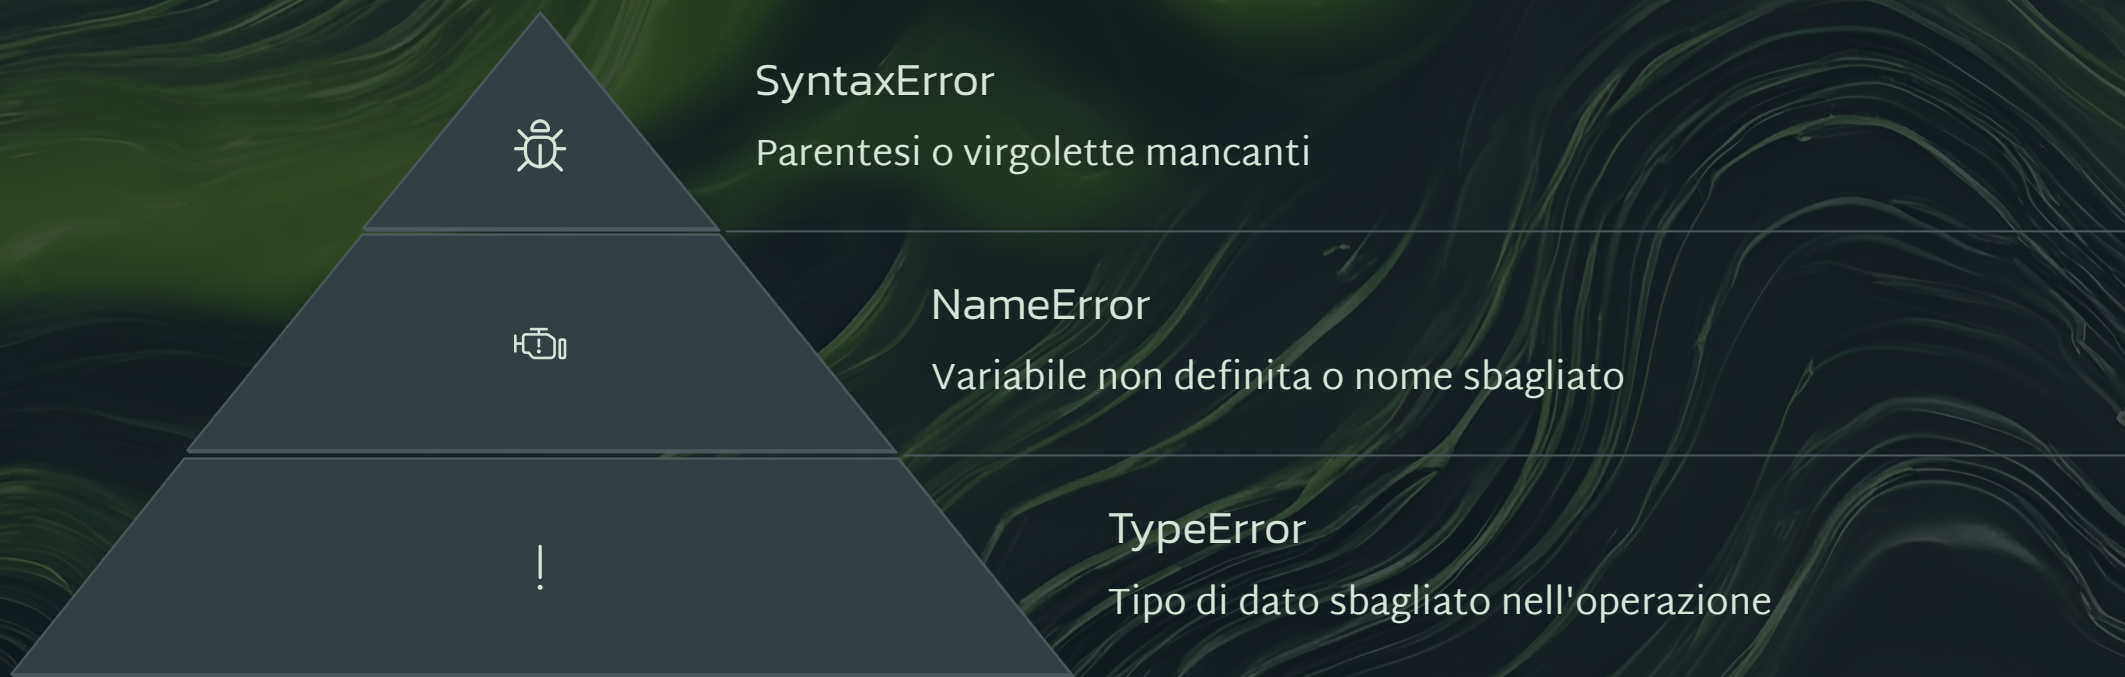 SyntaxError
Parentesi o virgolette mancanti
NameError
Variabile non definita o nome sbagliato
TypeError
Tipo di dato sbagliato nell'operazione